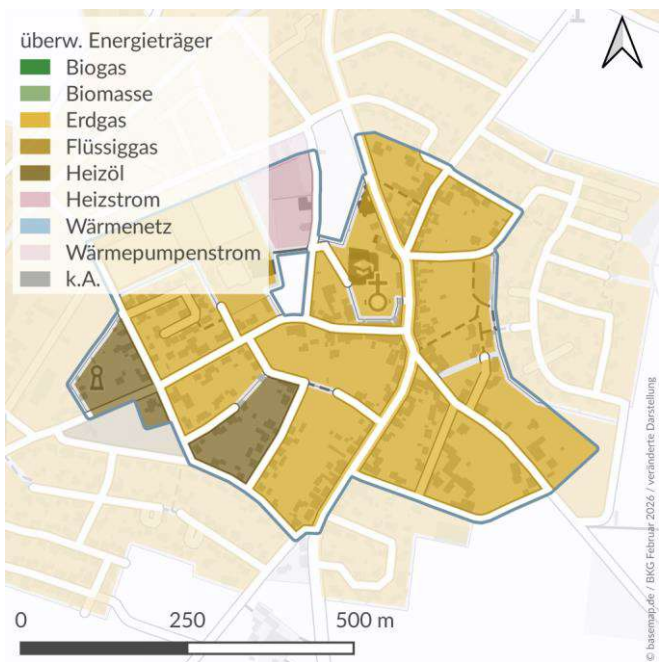 überw. Energieträger
Biogas
Biomasse
Erdgas
Flüssiggas
Heizöl
Heizstrom
Wärmenetz
Wärmepumpenstrom
k.A.
0 250 500 m
© basemap.de / BKG Februar 2026 / veränderte Darstellung